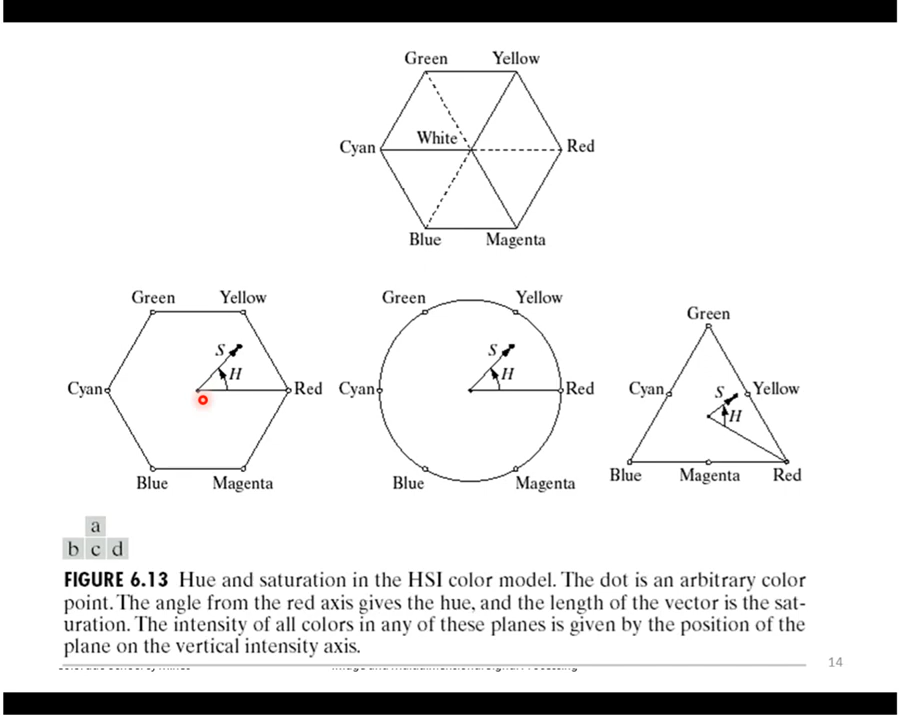 Green Yellow
Cyan White Red
Blue Magenta
Green Yellow
S
H
Cyan Red
Blue Magenta
Green Yellow
S
H
Cyan Red
Blue Magenta
Green
Cyan S Yellow
H
Blue Magenta Red
a
b c d
FIGURE 6.13 Hue and saturation in the HSI color model. The dot is an arbitrary color
point. The angle from the red axis gives the hue, and the length of the vector is the sat-
uration. The intensity of all colors in any of these planes is given by the position of the
plane on the vertical intensity axis.
14